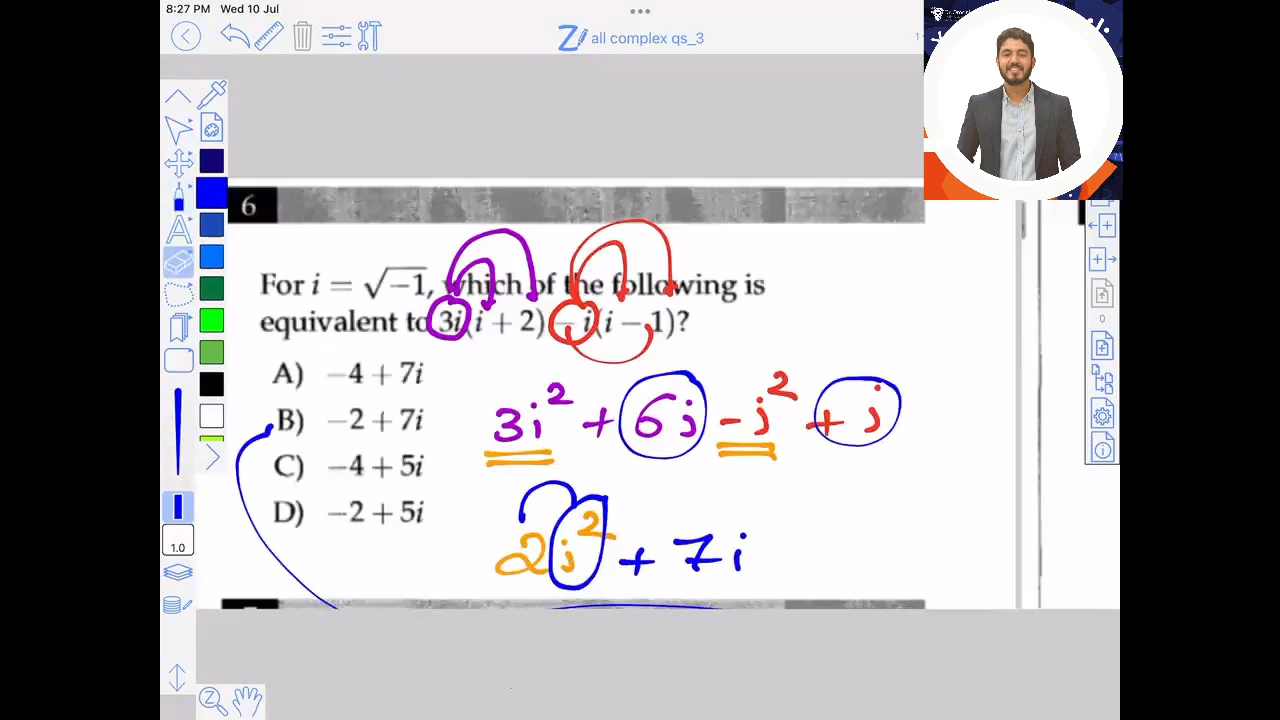 8:27 PM Wed 10 Jul
all complex qs_3
6
For i = √−1, which of the following is
equivalent to 3i(i + 2) − i(i − 1)?
A) −4 + 7i
B) −2 + 7i
C) −4 + 5i
D) −2 + 5i
3i² + 6i - i² + i
2i² + 7i
1.0
0